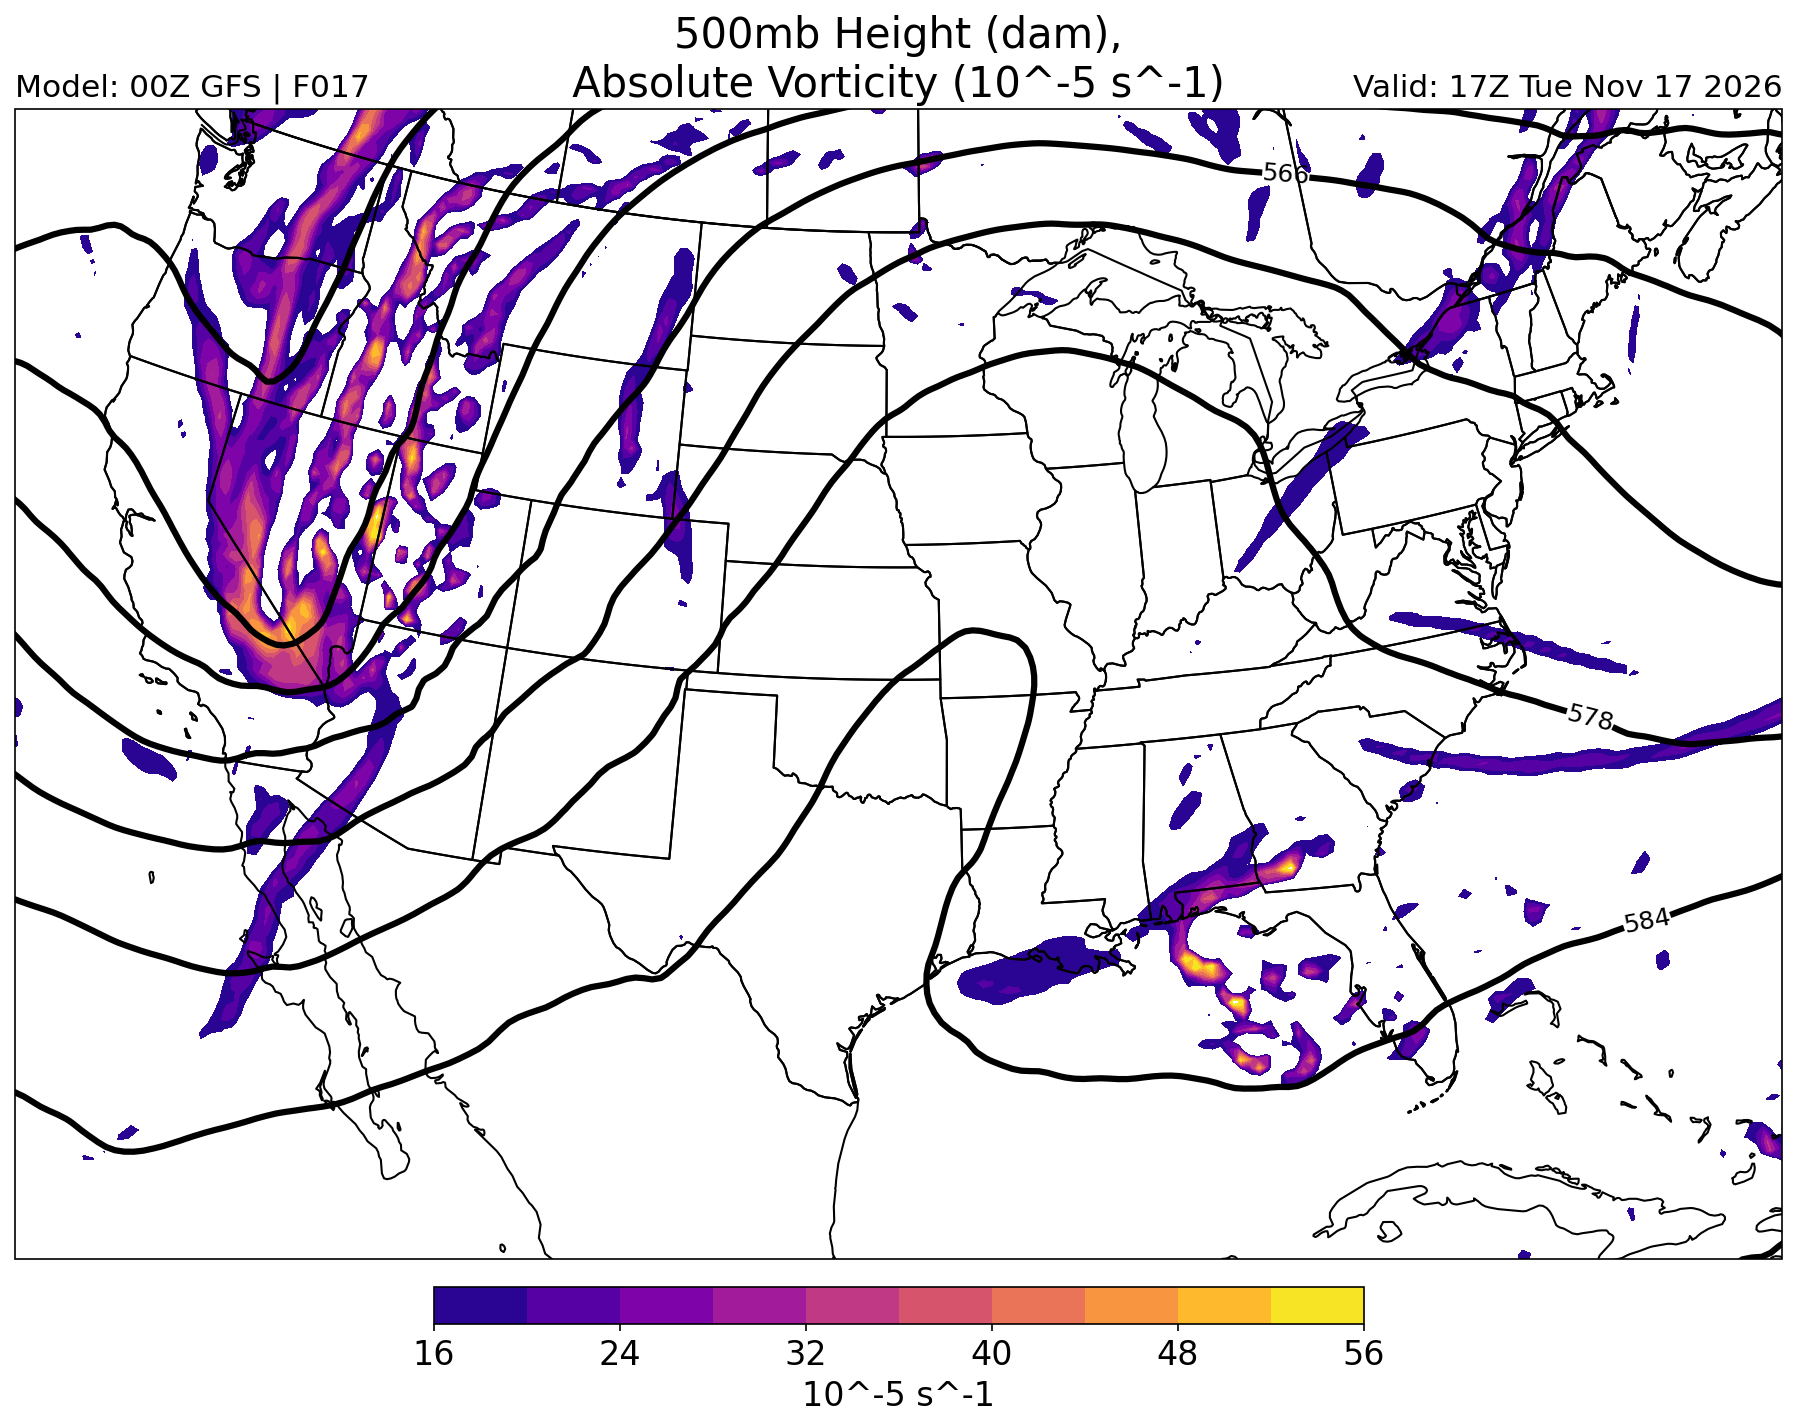 500mb Height (dam),
Model: 00Z GFS | F017
Absolute Vorticity (10^-5 s^-1)
Valid: 17Z Tue Nov 17 2026
566
578
584
16 24 32 40 48 56
10^-5 s^-1